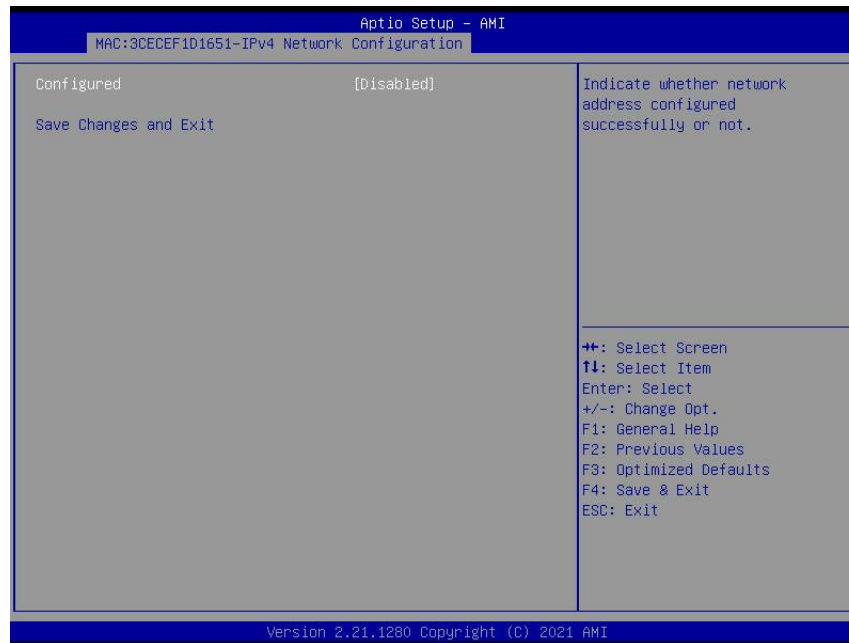 Aptio Setup – AMI
MAC:3CECEF1D1651-IPv4 Network Configuration
Configured [Disabled]
Save Changes and Exit
Indicate whether network
address configured
successfully or not.
→←: Select Screen
↑↓: Select Item
Enter: Select
+/-: Change Opt.
F1: General Help
F2: Previous Values
F3: Optimized Defaults
F4: Save & Exit
ESC: Exit
Version 2.21.1280 Copyright (C) 2021 AMI